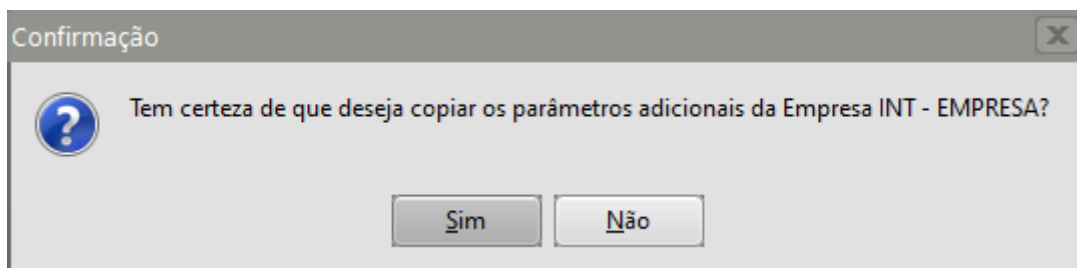 Confirmação
Tem certeza de que deseja copiar os parâmetros adicionais da Empresa INT - EMPRESA?
Sim
Não